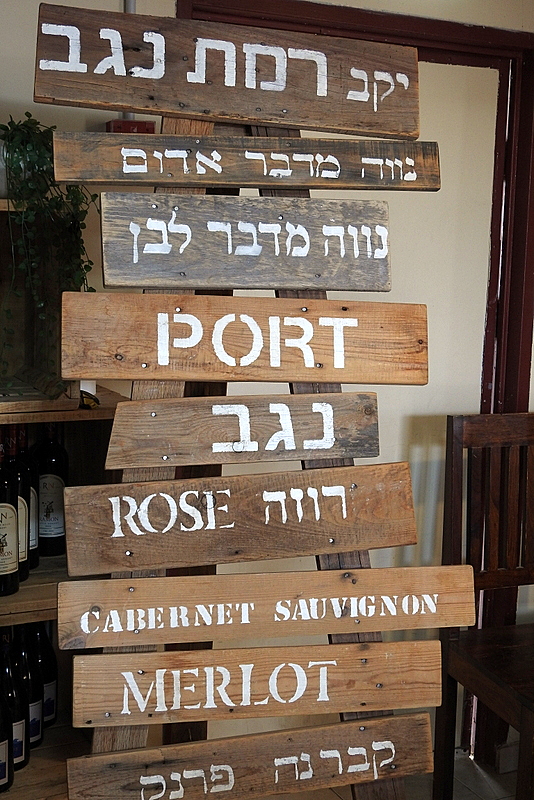 יקב רמת נגב
נווה מדבר אדום
נווה מדבר לבן
PORT
נגב
ROSE רוזה
CABERNET SAUVIGNON
MERLOT
קברנה פרנק